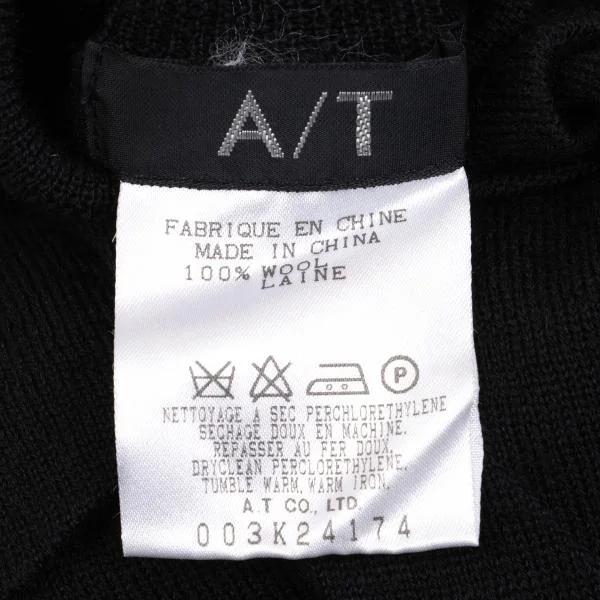 A/T
FABRIQUE EN CHINE
MADE IN CHINA
100% WOOL
LAINE
P
NETTOYAGE A SEC PERCHLORETHYLENE
SECHAGE DOUX EN MACHINE.
REPASSER AU FER DOUX.
DRYCLEAN PERCLORETHYLENE.
TUMBLE WARM, WARM IRON.
A.T CO., LTD.
003K24174